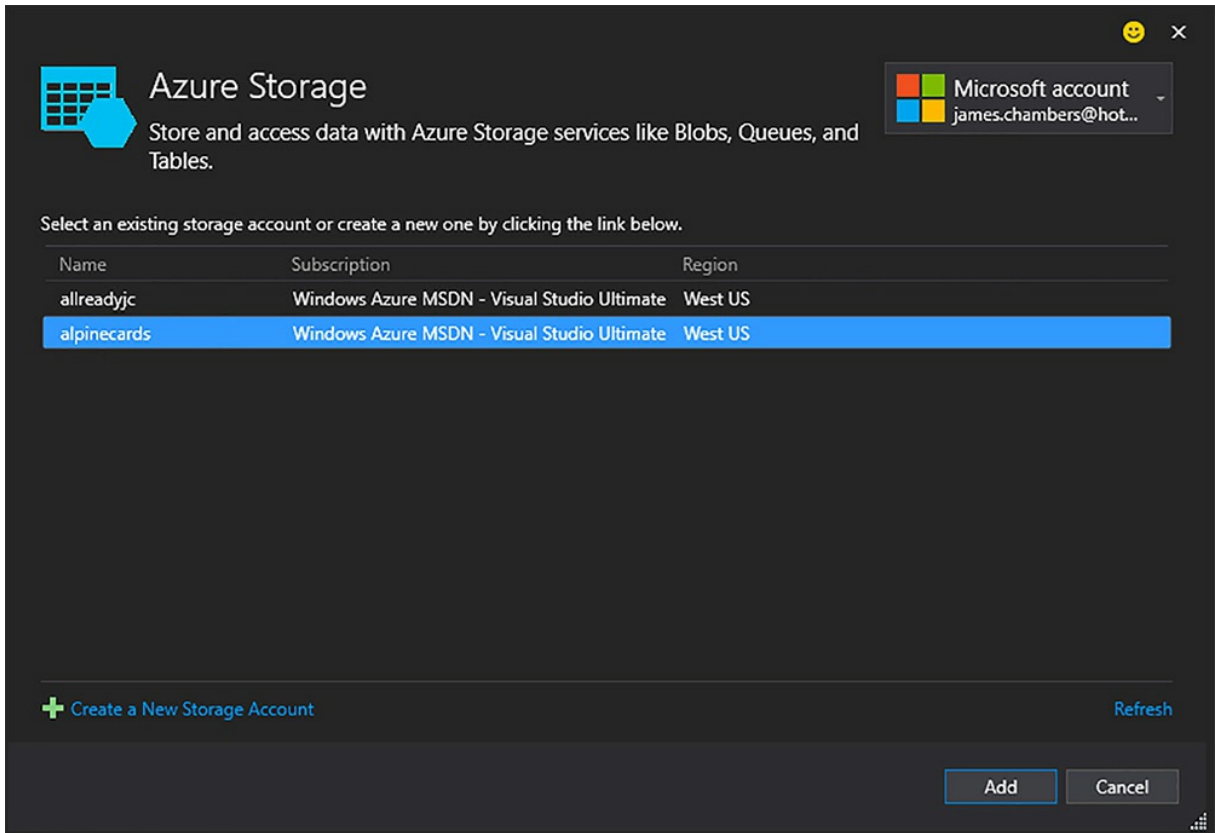 Azure Storage
Store and access data with Azure Storage services like Blobs, Queues, and
Tables.
Microsoft account
james.chambers@hot...
Select an existing storage account or create a new one by clicking the link below.
Name Subscription Region
allreadyjc Windows Azure MSDN - Visual Studio Ultimate West US
alpinecards Windows Azure MSDN - Visual Studio Ultimate West US
Create a New Storage Account Refresh
Add Cancel